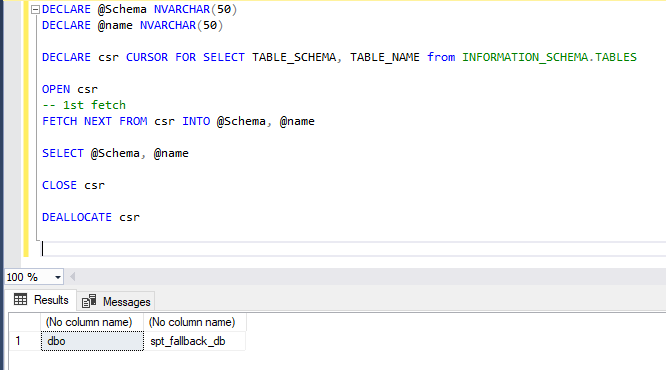 DECLARE @Schema NVARCHAR(50)
DECLARE @name NVARCHAR(50)
DECLARE csr CURSOR FOR SELECT TABLE_SCHEMA, TABLE_NAME from INFORMATION_SCHEMA.TABLES
OPEN csr
-- 1st fetch
FETCH NEXT FROM csr INTO @Schema, @name
SELECT @Schema, @name
CLOSE csr
DEALLOCATE csr
100 %
Results Messages
(No column name) (No column name)
1 dbo spt_fallback_db